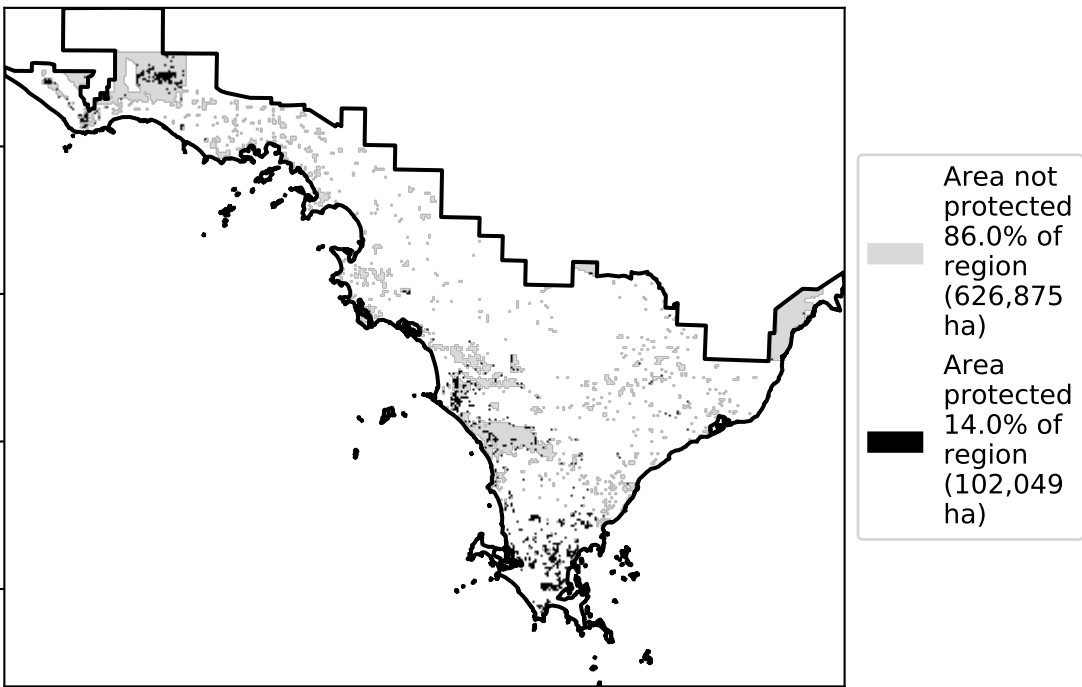 Area not
protected
86.0% of
region
(626,875
ha)
Area
protected
14.0% of
region
(102,049
ha)